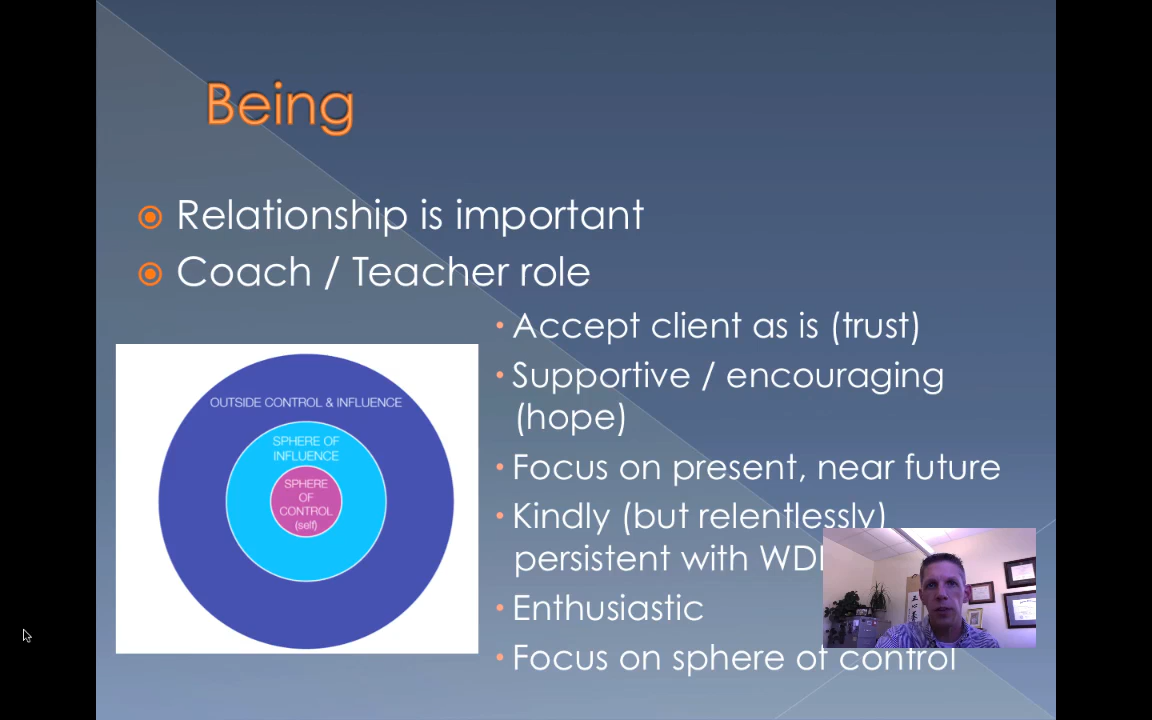 Being
Relationship is important
Coach / Teacher role
Accept client as is (trust)
Supportive / encouraging
(hope)
Focus on present, near future
Kindly (but relentlessly)
persistent with
Enthusiastic
Focus on sphere of control
OUTSIDE CONTROL & INFLUENCE
SPHERE OF
INFLUENCE
SPHERE
OF
CONTROL
(self)